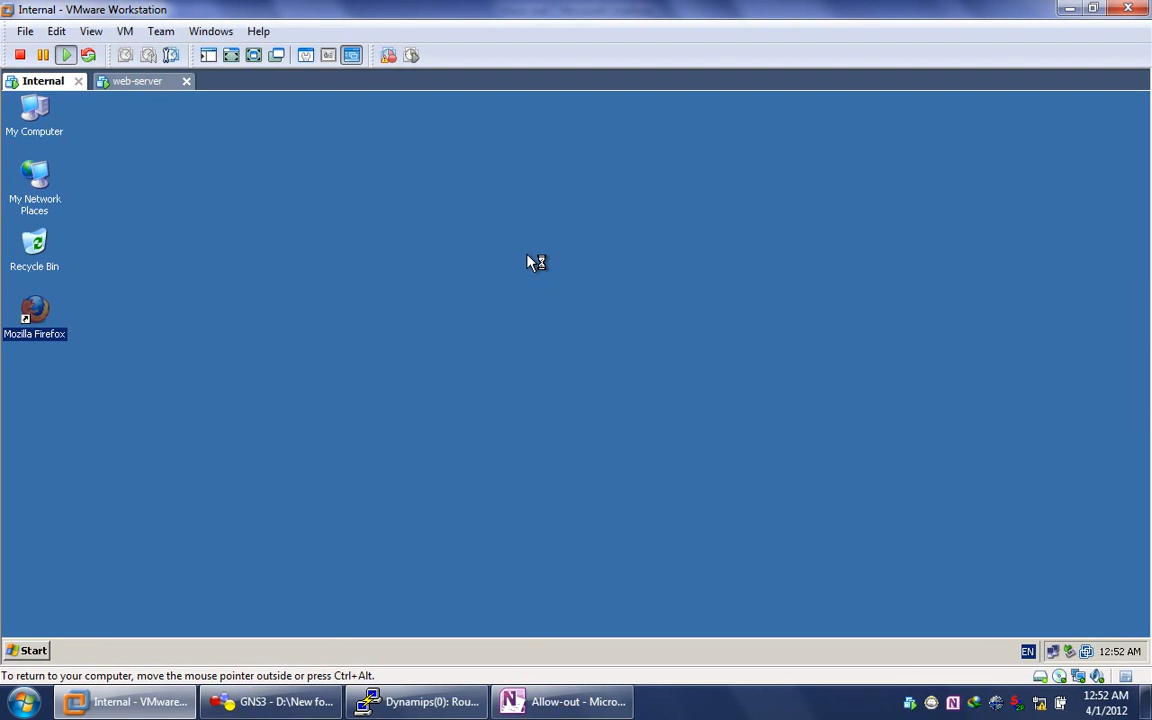 Internal - VMware Workstation
File Edit View VM Team Windows Help
Internal web-server
My Computer
My Network
Places
Recycle Bin
Mozilla Firefox
Start
EN
12:52 AM
To return to your computer, move the mouse pointer outside or press Ctrl+Alt.
Internal - VMware...
GNS3 - D:\New fo...
Dynamips(0): Rou...
Allow-out - Micro...
12:52 AM
4/1/2012